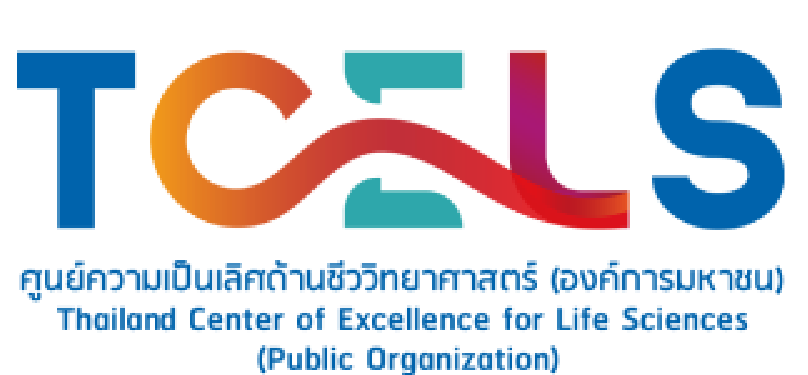 TCELS
ศูนย์ความเป็นเลิศด้านชีววิทยาศาสตร์ (องค์การมหาชน)
Thailand Center of Excellence for Life Sciences
(Public Organization)